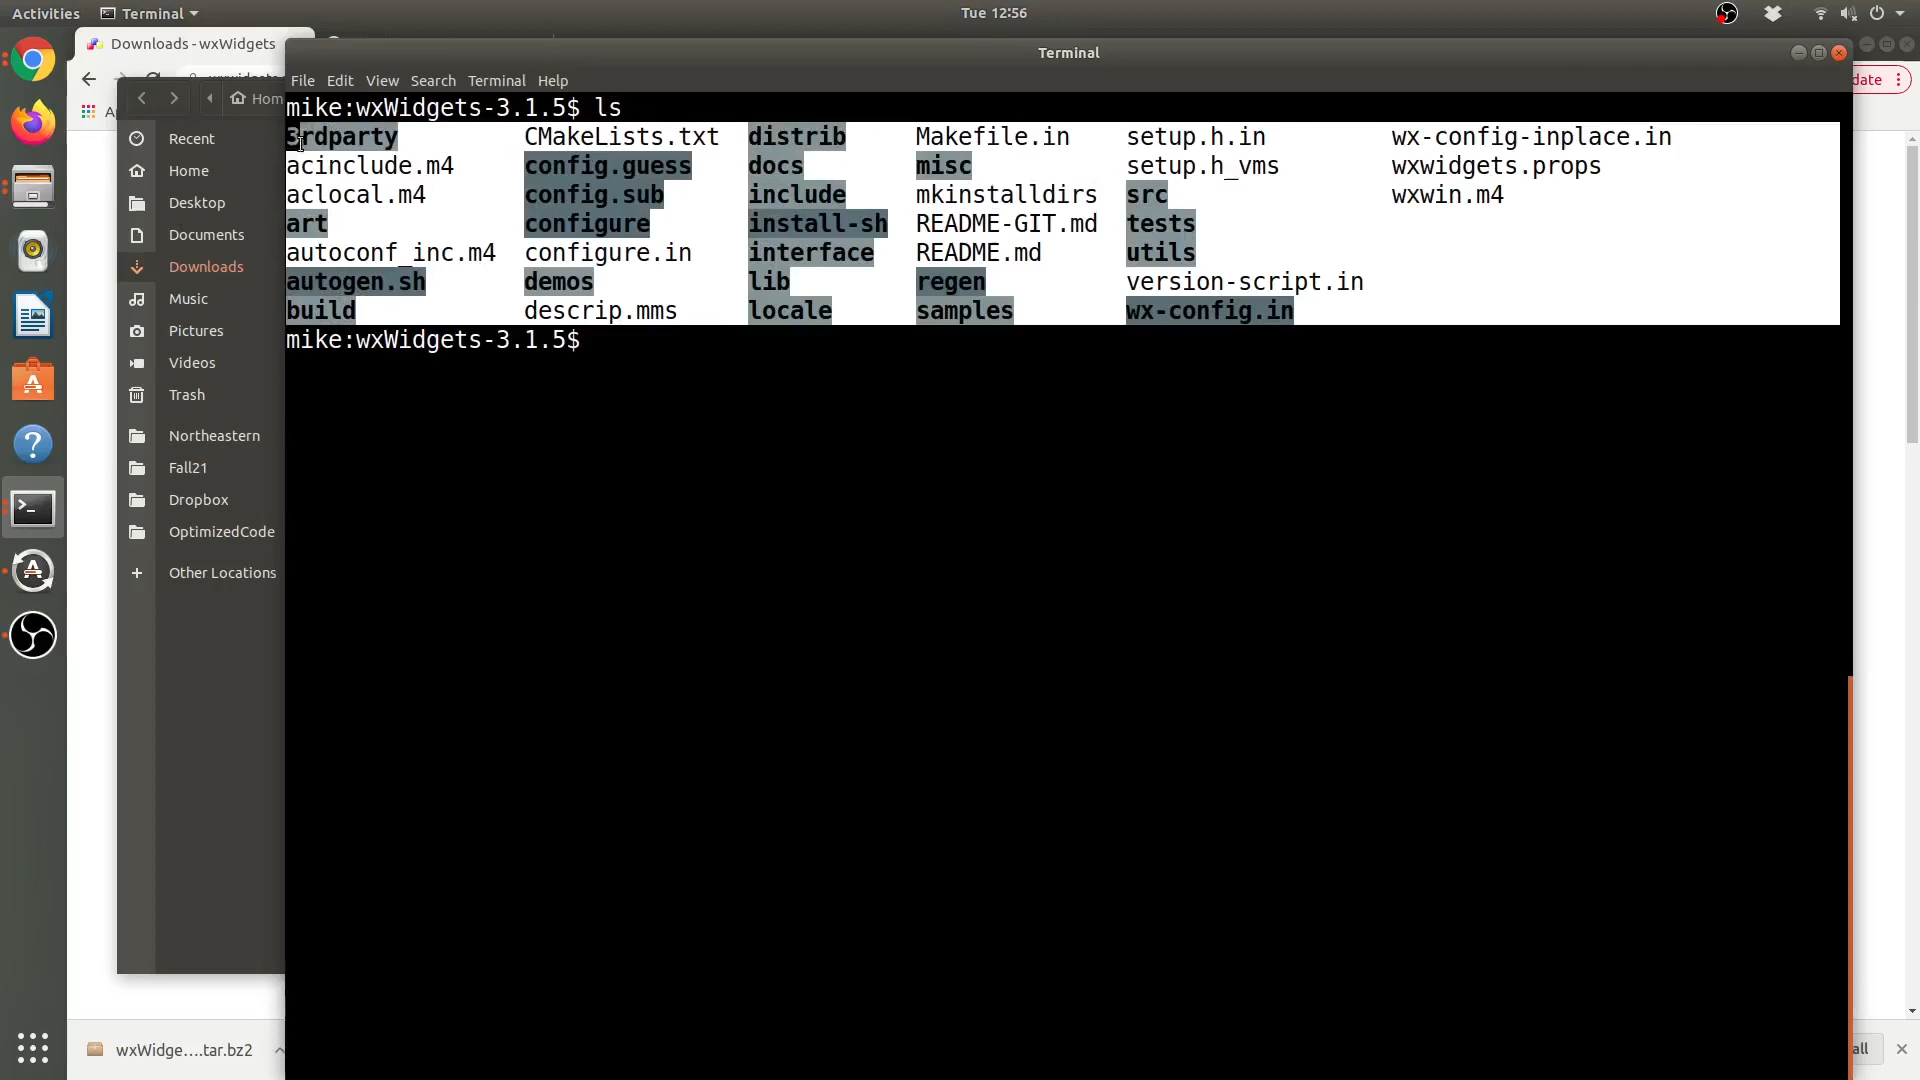 Activities Terminal Tue 12:56
Downloads - wxWidgets
Terminal
File Edit View Search Terminal Help
date
Hom
mike:wxWidgets-3.1.5$ ls
3rdparty CMakeLists.txt distrib Makefile.in setup.h.in wx-config-inplace.in
acinclude.m4 config.guess docs misc setup.h_vms wxwidgets.props
aclocal.m4 config.sub include mkinstalldirs src wxwin.m4
art configure install-sh README-GIT.md tests
autoconf_inc.m4 configure.in interface README.md utils
autogen.sh demos lib regen version-script.in
build descrip.mms locale samples wx-config.in
mike:wxWidgets-3.1.5$
Recent
Home
Desktop
Documents
Downloads
Music
Pictures
Videos
Trash
Northeastern
Fall21
Dropbox
OptimizedCode
Other Locations
wxWidge....tar.bz2
all